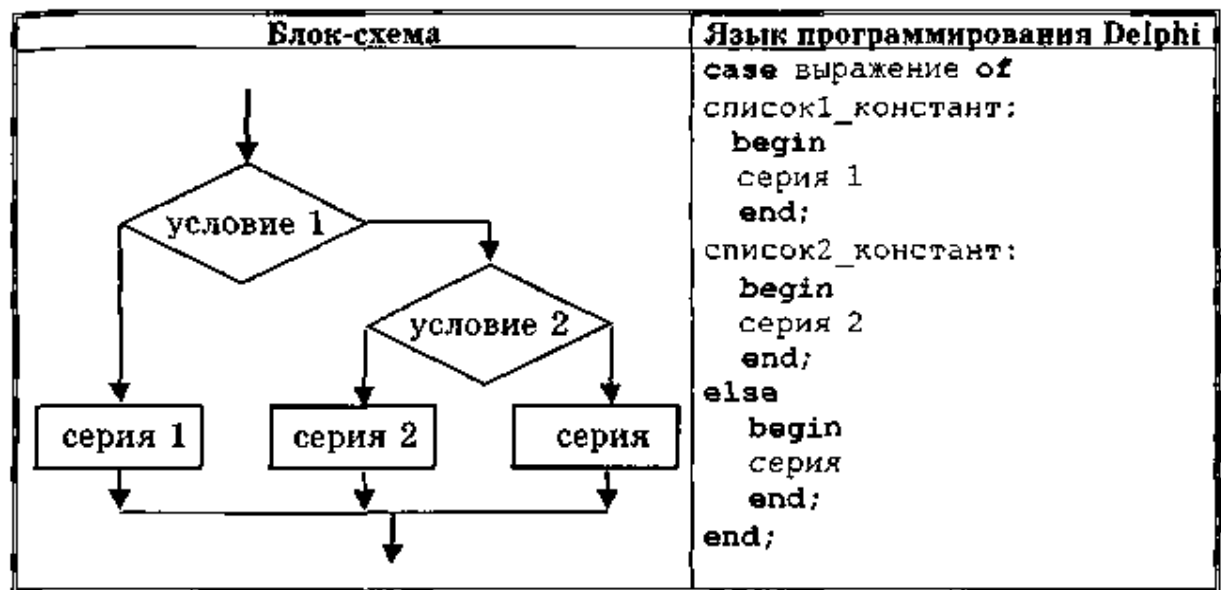 Блок-схема
условие 1
условие 2
серия 1
серия 2
серия
Язык программирования Delphi
case выражение of
список1_констант:
begin
серия 1
end;
список2_констант:
begin
серия 2
end;
else
begin
серия
end;
end;